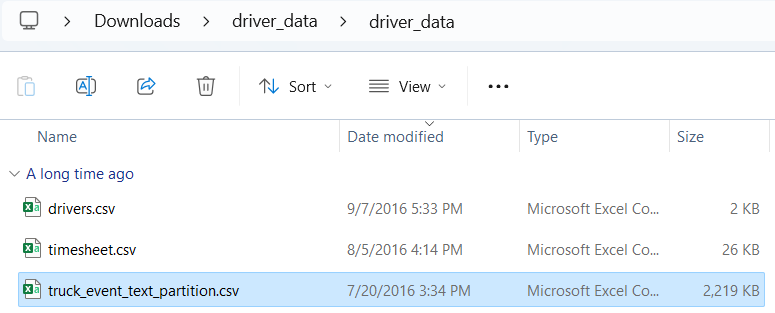 Downloads > driver_data > driver_data
Sort View
Name Date modified Type Size
A long time ago
drivers.csv 9/7/2016 5:33 PM Microsoft Excel Co... 2 KB
timesheet.csv 8/5/2016 4:14 PM Microsoft Excel Co... 26 KB
truck_event_text_partition.csv 7/20/2016 3:34 PM Microsoft Excel Co... 2,219 KB